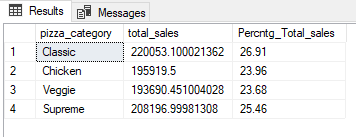 Results Messages
pizza_category total_sales Percntg_Total_sales
1 Classic 220053.100021362 26.91
2 Chicken 195919.5 23.96
3 Veggie 193690.451004028 23.68
4 Supreme 208196.99981308 25.46